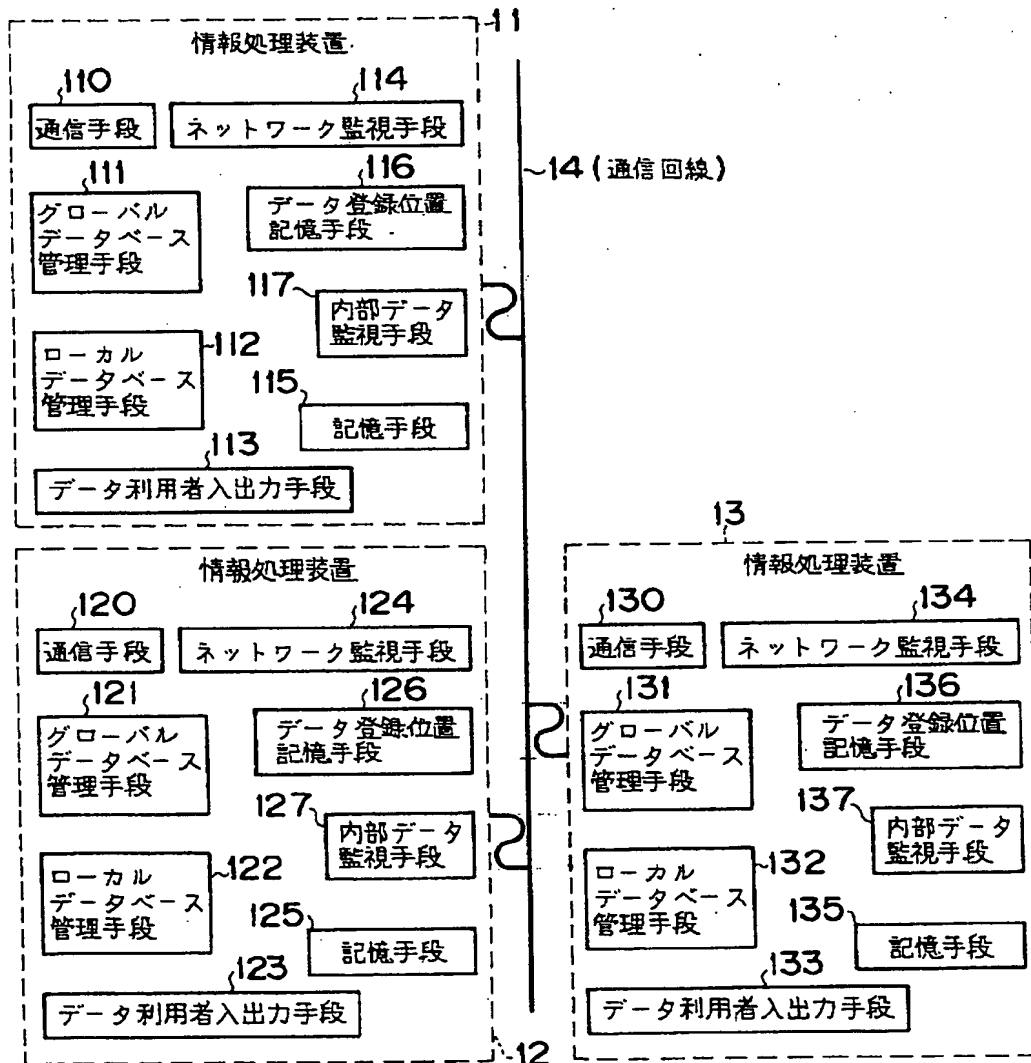 11
情報処理装置
110
114
通信手段
ネットワーク監視手段
111
116
グローバル
データベース
管理手段
データ登録位置
記憶手段
117
内部データ
監視手段
112
ローカル
データベース
管理手段
115
記憶手段
113
データ利用者入出力手段
14(通信回線)
情報処理装置
120
124
通信手段
ネットワーク監視手段
121
126
グローバル
データベース
管理手段
データ登録位置
記憶手段
127
内部データ
監視手段
122
ローカル
データベース
管理手段
125
記憶手段
123
データ利用者入出力手段
12
13
情報処理装置
130
134
通信手段
ネットワーク監視手段
131
136
グローバル
データベース
管理手段
データ登録位置
記憶手段
137
内部データ
監視手段
132
ローカル
データベース
管理手段
135
記憶手段
133
データ利用者入出力手段